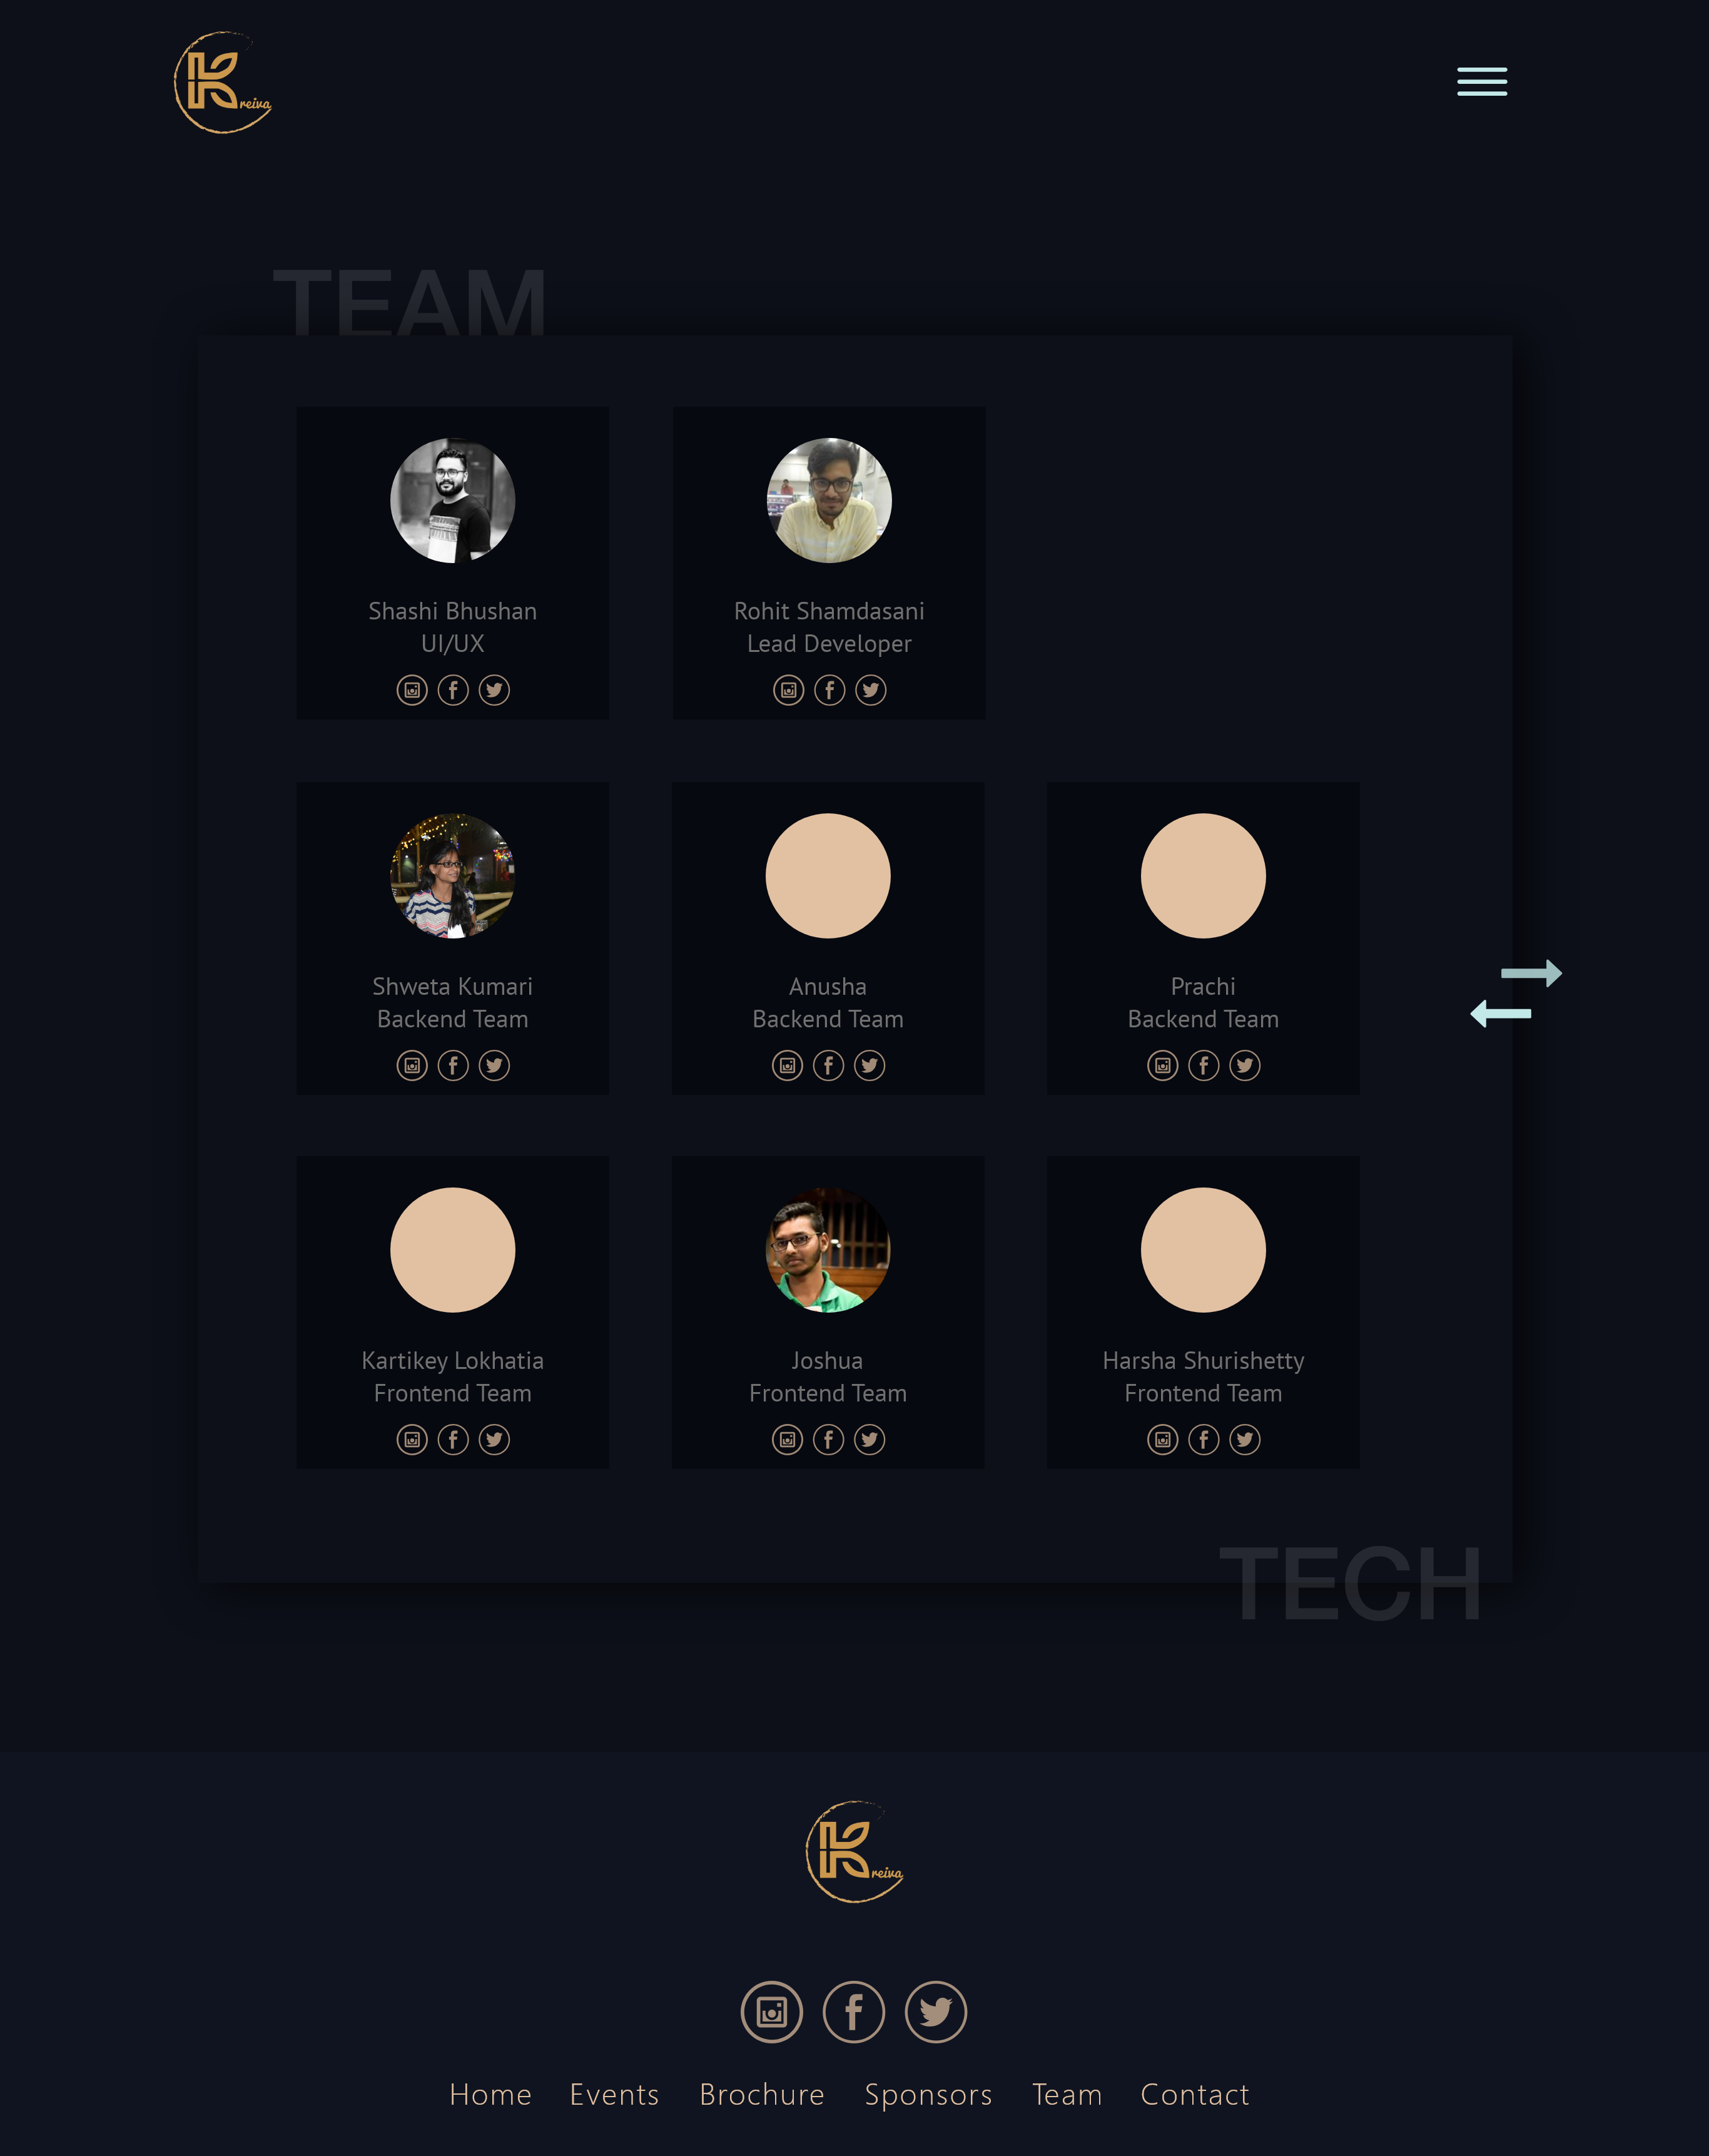 Kreiva
TEAM
Shashi Bhushan
UI/UX
Rohit Shamdasani
Lead Developer
Shweta Kumari
Backend Team
Anusha
Backend Team
Prachi
Backend Team
Kartikey Lokhatia
Frontend Team
Joshua
Frontend Team
Harsha Shurishetty
Frontend Team
TECH
Kreiva
Home Events Brochure Sponsors Team Contact